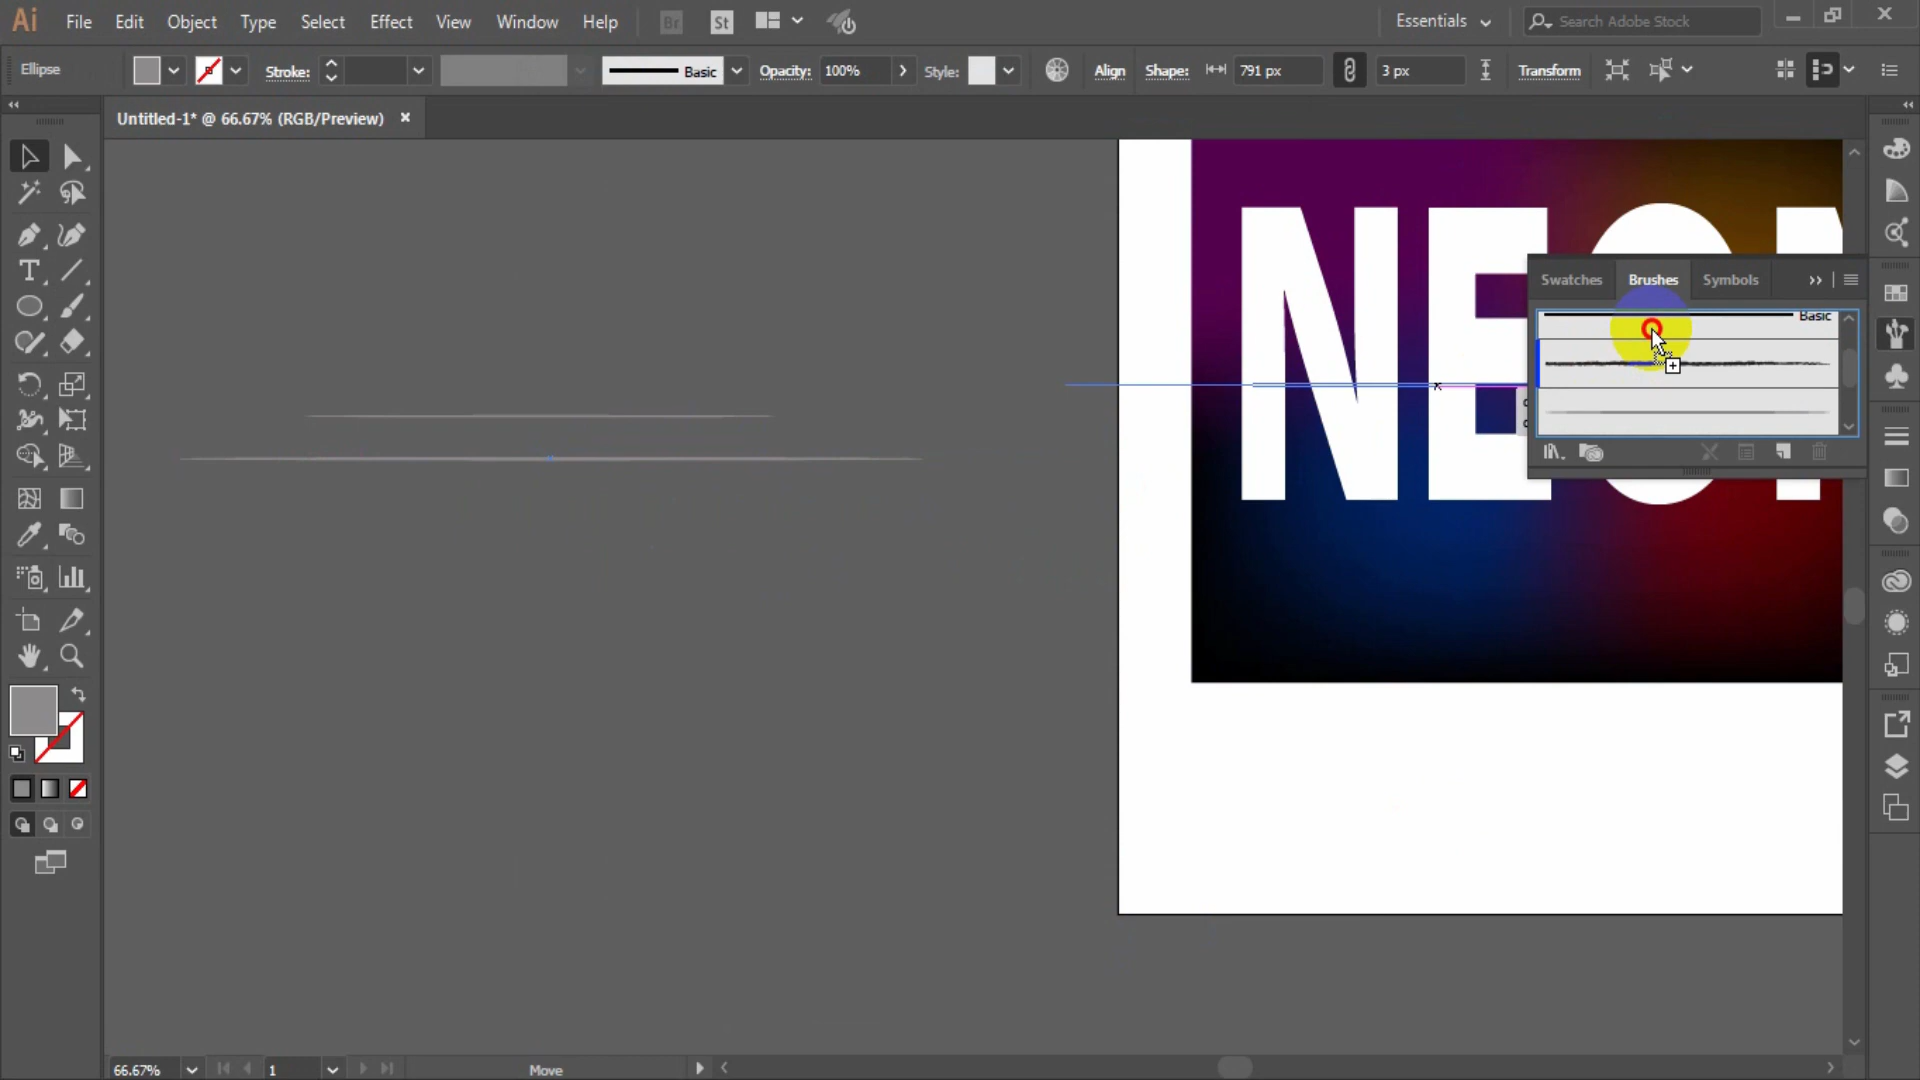 Ai File Edit Object Type Select Effect View Window Help Br St Essentials Search Adobe Stock
Ellipse Stroke: Basic Opacity: 100% Style: Align Shape: 791 px 3 px Transform
Untitled-1* @ 66.67% (RGB/Preview)
NEO
Swatches Brushes Symbols
Basic
66.67% 1 Move